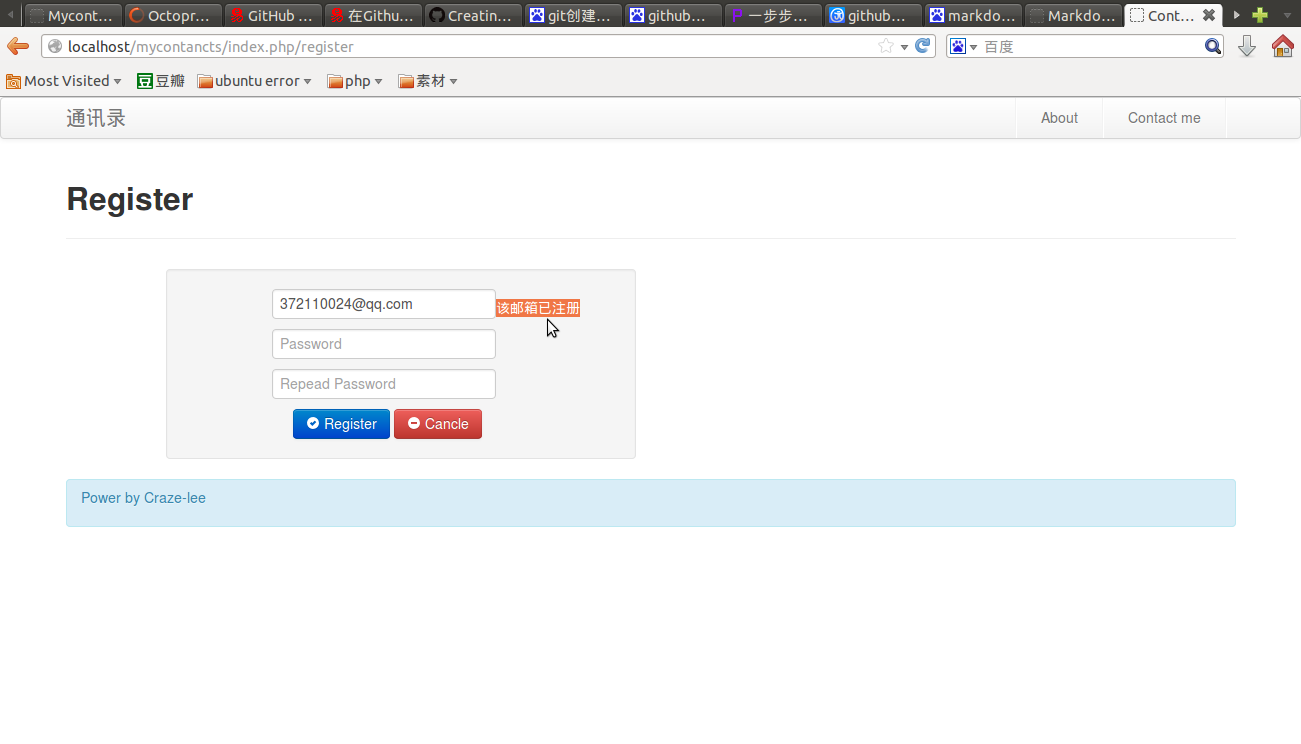 Mycont... Octopr... GitHub ... 在Githu... Creatin... git创建... github... 一步步... github... markdo... Markdo... Cont...
localhost/mycontancts/index.php/register 百度
Most Visited 豆瓣 ubuntu error php 素材
通讯录 About Contact me
Register
372110024@qq.com 该邮箱已注册
Password
Repead Password
Register Cancle
Power by Craze-lee